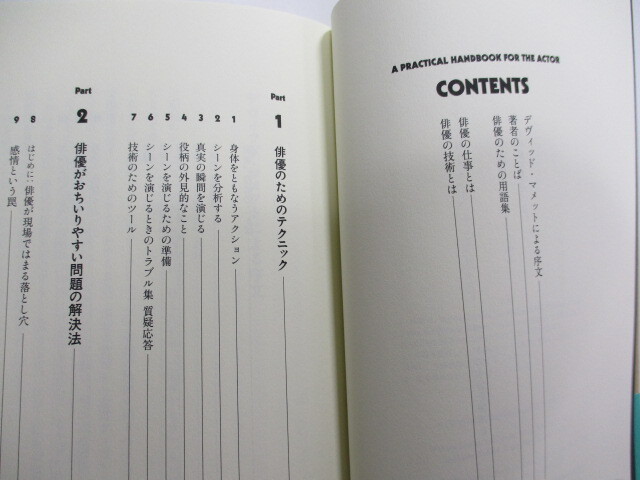 A PRACTICAL HANDBOOK FOR THE ACTOR
CONTENTS
デヴィッド・マメットによる序文
著者のことば
俳優のための用語集
俳優の仕事とは
俳優の技術とは
Part 1 俳優のためのテクニック
1 身体をともなうアクション
2 シーンを分析する
3 真実の瞬間を演じる
4 役柄の外見的なこと
5 シーンを演じるための準備
6 シーンを演じるときのトラブル集 質疑応答
7 技術のためのツール
Part 2 俳優がおちいりやすい問題の解決法
8 はじめに：俳優が現場ではまる落とし穴
9 感情という罠